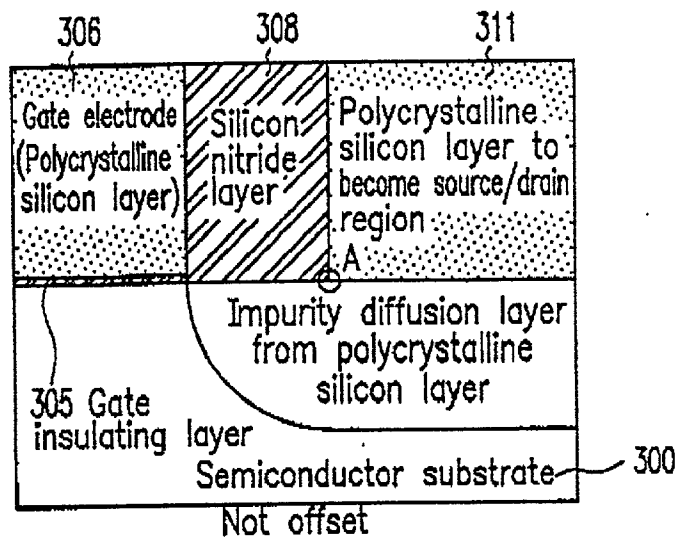 306
308
311
Gate electrode
(Polycrystalline
silicon layer)
Silicon
nitride
layer
Polycrystalline
silicon layer to
become source/drain
region
A
Impurity diffusion layer
from polycrystalline
silicon layer
305 Gate
insulating layer
Semiconductor substrate
300
Not offset